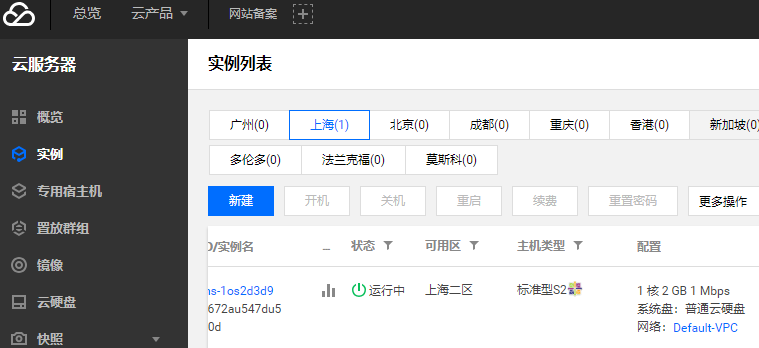 总览 云产品 网站备案
云服务器
实例列表
概览
广州(0) 上海(1) 北京(0) 成都(0) 重庆(0) 香港(0) 新加坡(0)
实例
多伦多(0) 法兰克福(0) 莫斯科(0)
专用宿主机
新建 开机 关机 重启 续费 重置密码 更多操作
置放群组
/实例名 状态 可用区 主机类型 配置
镜像
ns-1os2d3d9 运行中 上海二区 标准型S2 1 核 2 GB 1 Mbps
云硬盘
672au547du5 系统盘：普通云硬盘
0d 网络：Default-VPC
快照